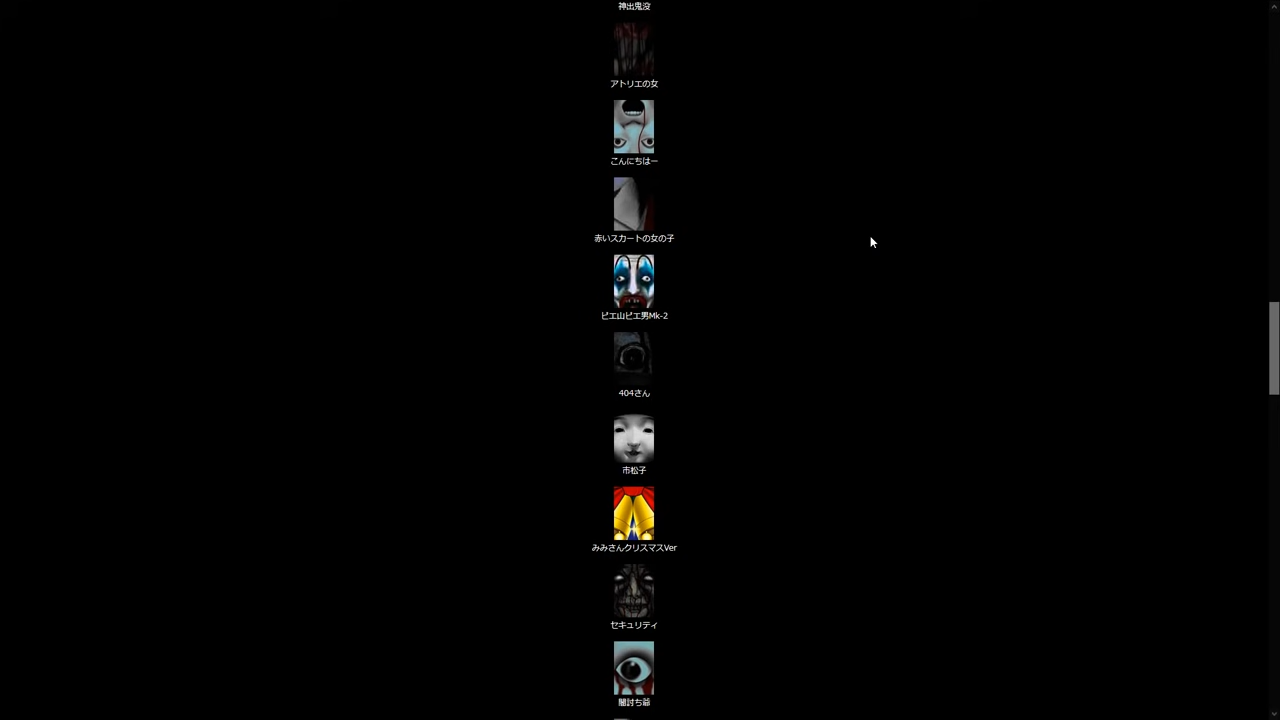 神出鬼没
アトリエの女
こんにちはー
赤いスカートの女の子
ピエ山ピエ男Mk-2
404さん
市松子
みみさんクリスマスVer
セキュリティ
闇討ち爺